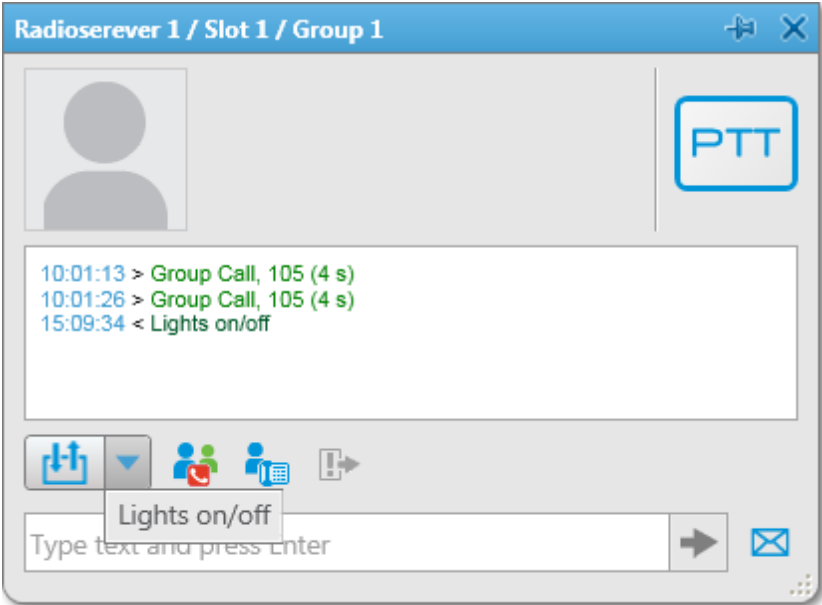 Radioserever 1 / Slot 1 / Group 1
PTT
10:01:13 > Group Call, 105 (4 s)
10:01:26 > Group Call, 105 (4 s)
15:09:34 < Lights on/off
Lights on/off
Type text and press Enter